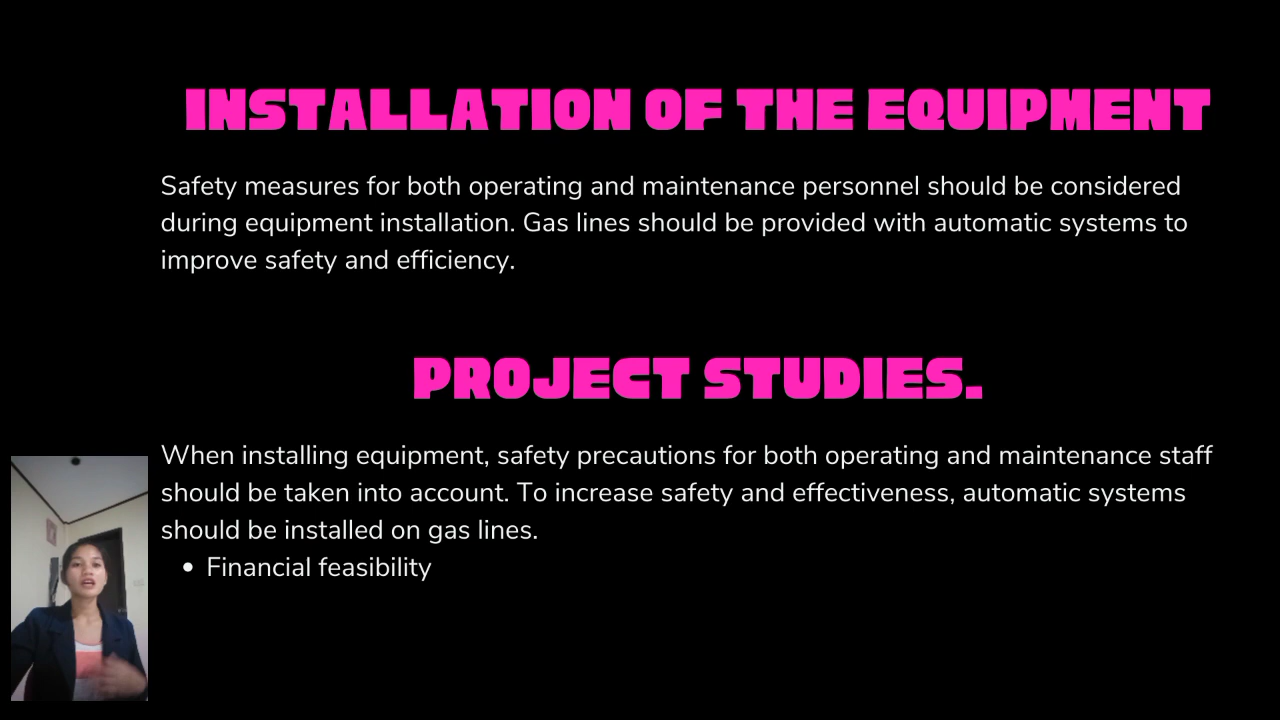 INSTALLATION OF THE EQUIPMENT
Safety measures for both operating and maintenance personnel should be considered
during equipment installation. Gas lines should be provided with automatic systems to
improve safety and efficiency.
PROJECT STUDIES.
When installing equipment, safety precautions for both operating and maintenance staff
should be taken into account. To increase safety and effectiveness, automatic systems
should be installed on gas lines.
• Financial feasibility